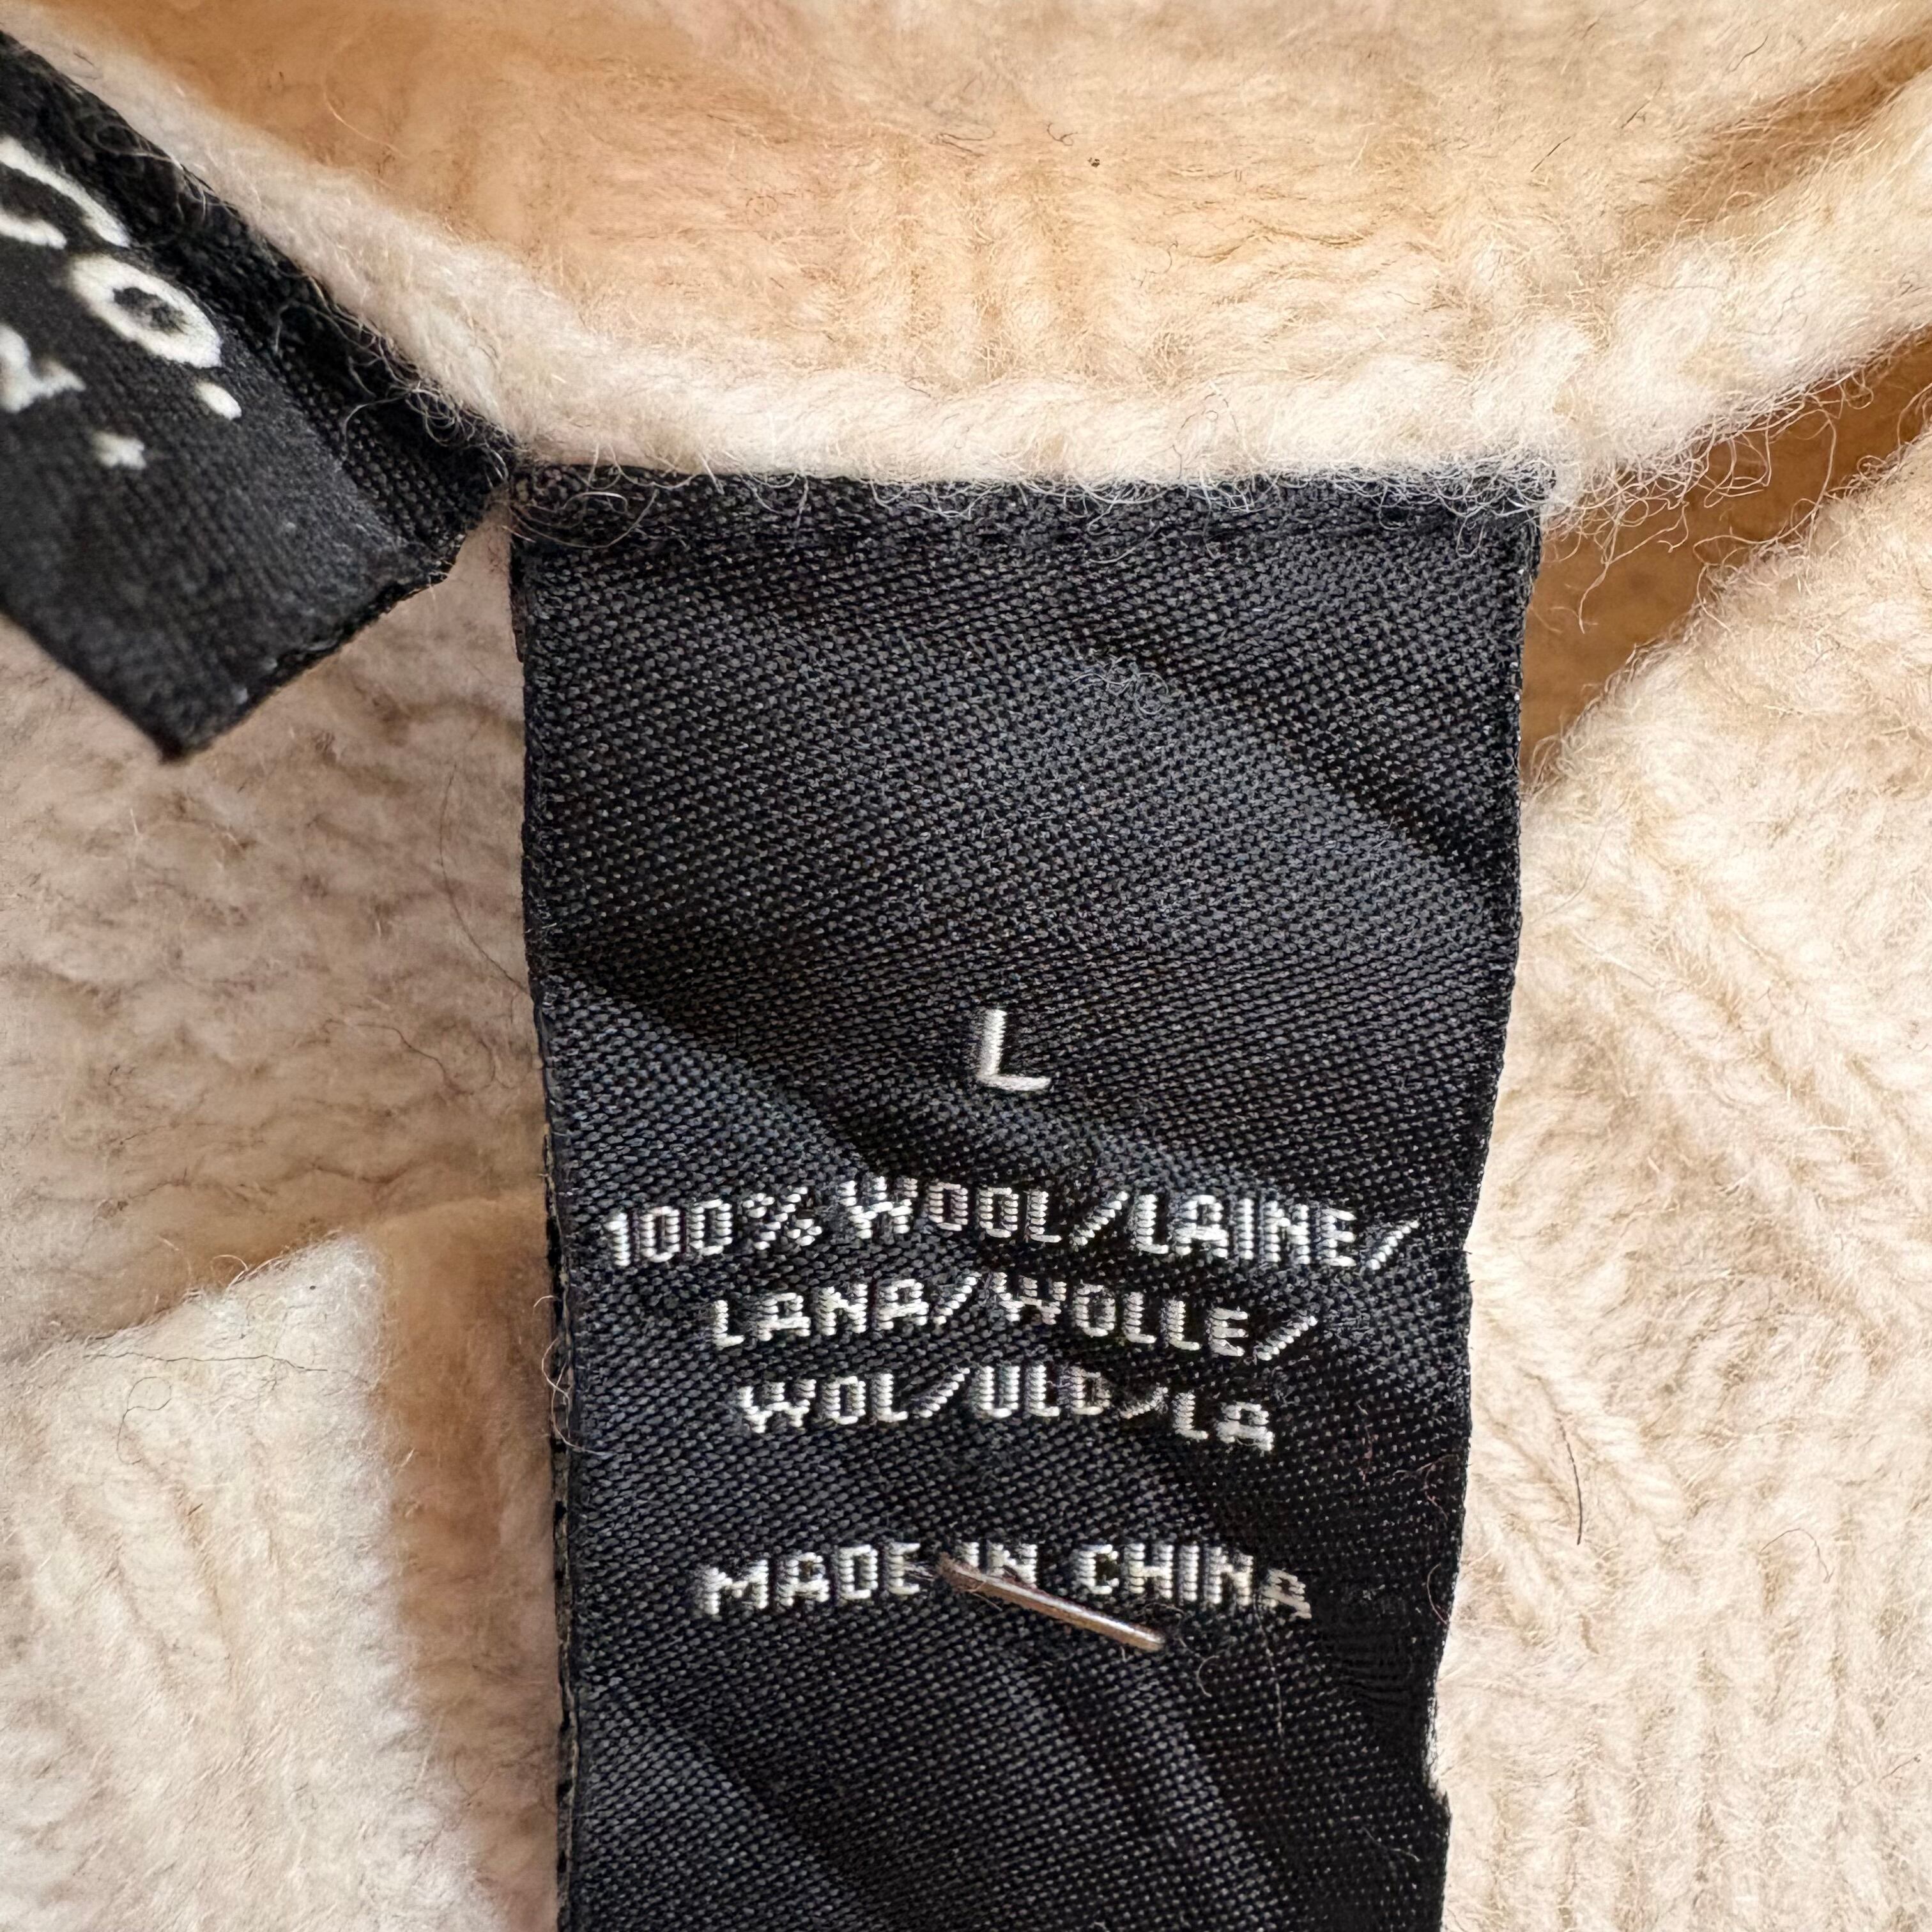 L
100% WOOL/LAINE/
LANA/WOLLE/
WOL/ULD/LA
MADE IN CHINA